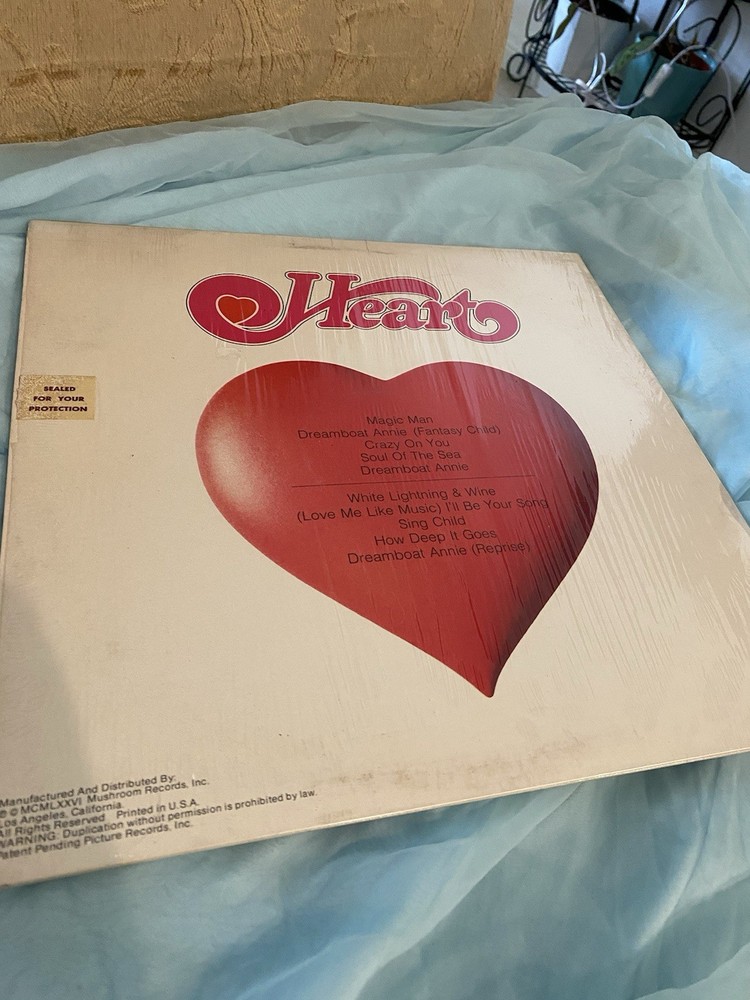 Heart
SEALED
FOR YOUR
PROTECTION
Magic Man
Dreamboat Annie (Fantasy Child)
Crazy On You
Soul Of The Sea
Dreamboat Annie
White Lightning & Wine
(Love Me Like Music) I'll Be Your Song
Sing Child
How Deep It Goes
Dreamboat Annie (Reprise)
Manufactured And Distributed By:
℗ © MCMLXXVI Mushroom Records, Inc.
Los Angeles, California.
All Rights Reserved Printed in U.S.A.
WARNING: Duplication without permission is prohibited by law.
Patent Pending Picture Records, Inc.